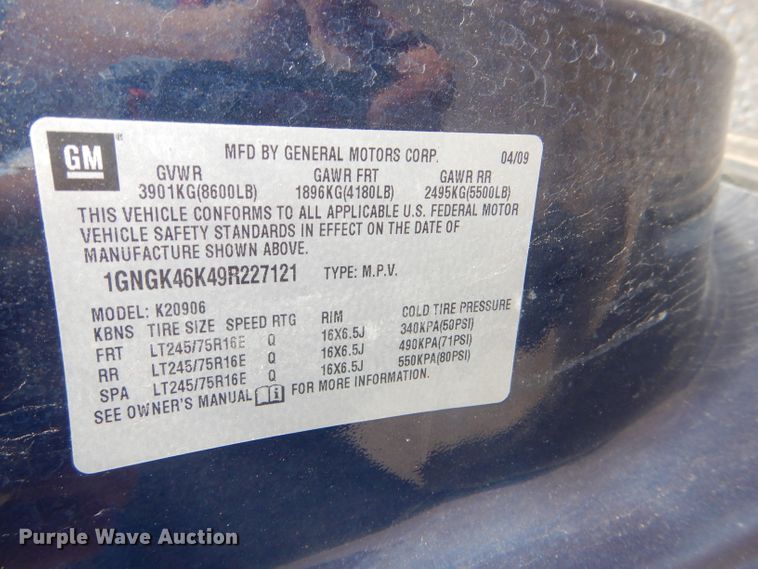 GM
MFD BY GENERAL MOTORS CORP. 04/09
GVWR GAWR FRT GAWR RR
3901KG(8600LB) 1896KG(4180LB) 2495KG(5500LB)
THIS VEHICLE CONFORMS TO ALL APPLICABLE U.S. FEDERAL MOTOR
VEHICLE SAFETY STANDARDS IN EFFECT ON THE DATE OF
MANUFACTURE SHOWN ABOVE.
1GNGK46K49R227121 TYPE: M.P.V.
MODEL: K20906
KBNS TIRE SIZE SPEED RTG RIM COLD TIRE PRESSURE
FRT LT245/75R16E Q 16X6.5J 340KPA(50PSI)
RR LT245/75R16E Q 16X6.5J 490KPA(71PSI)
SPA LT245/75R16E Q 16X6.5J 550KPA(80PSI)
SEE OWNER'S MANUAL FOR MORE INFORMATION.
Purple Wave Auction